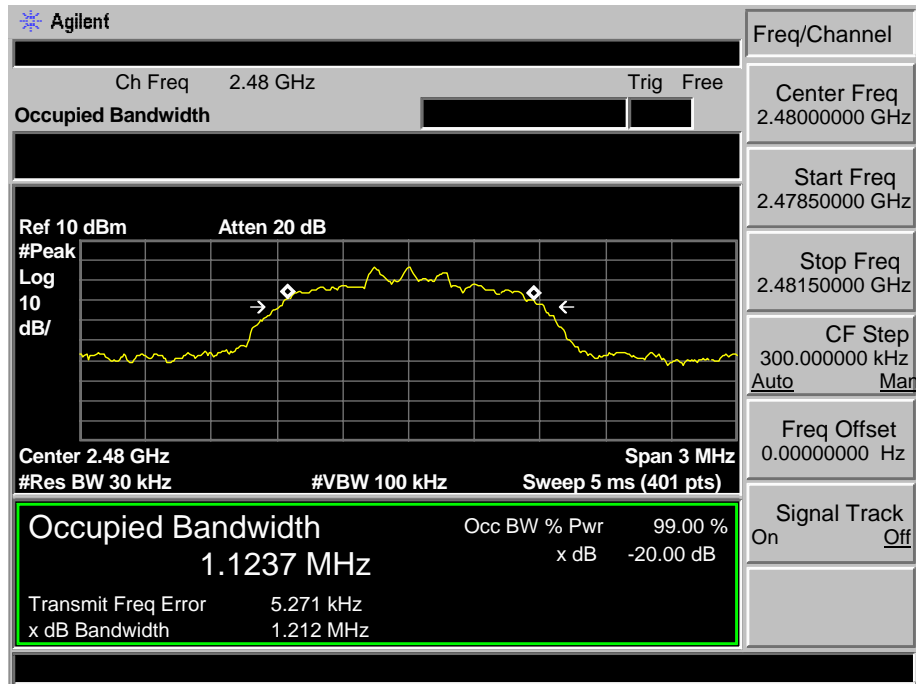 Agilent
Freq/Channel
Ch Freq 2.48 GHz Trig Free
Occupied Bandwidth
Center Freq
2.48000000 GHz
Start Freq
2.47850000 GHz
Ref 10 dBm Atten 20 dB
#Peak
Log
10
dB/
Stop Freq
2.48150000 GHz
CF Step
300.000000 kHz
Auto Man
Freq Offset
0.00000000 Hz
Center 2.48 GHz Span 3 MHz
#Res BW 30 kHz #VBW 100 kHz Sweep 5 ms (401 pts)
Signal Track
On Off
Occupied Bandwidth
1.1237 MHz
Occ BW % Pwr 99.00 %
x dB -20.00 dB
Transmit Freq Error 5.271 kHz
x dB Bandwidth 1.212 MHz